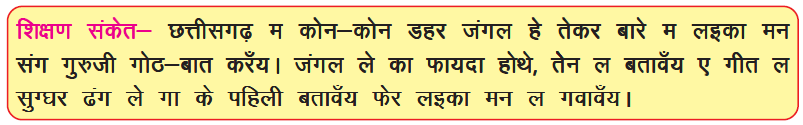 शिक्षण संकेत– छत्तीसगढ़ म कोन–कोन डहर जंगल हे तेकर बारे म लइका मन
संग गुरुजी गोठ–बात करँय। जंगल ले का फायदा होथे, तेन ल बतावँय ए गीत ल
सुग्घर ढंग ले गा के पहिली बतावँय फेर लइका मन ल गवावँय।